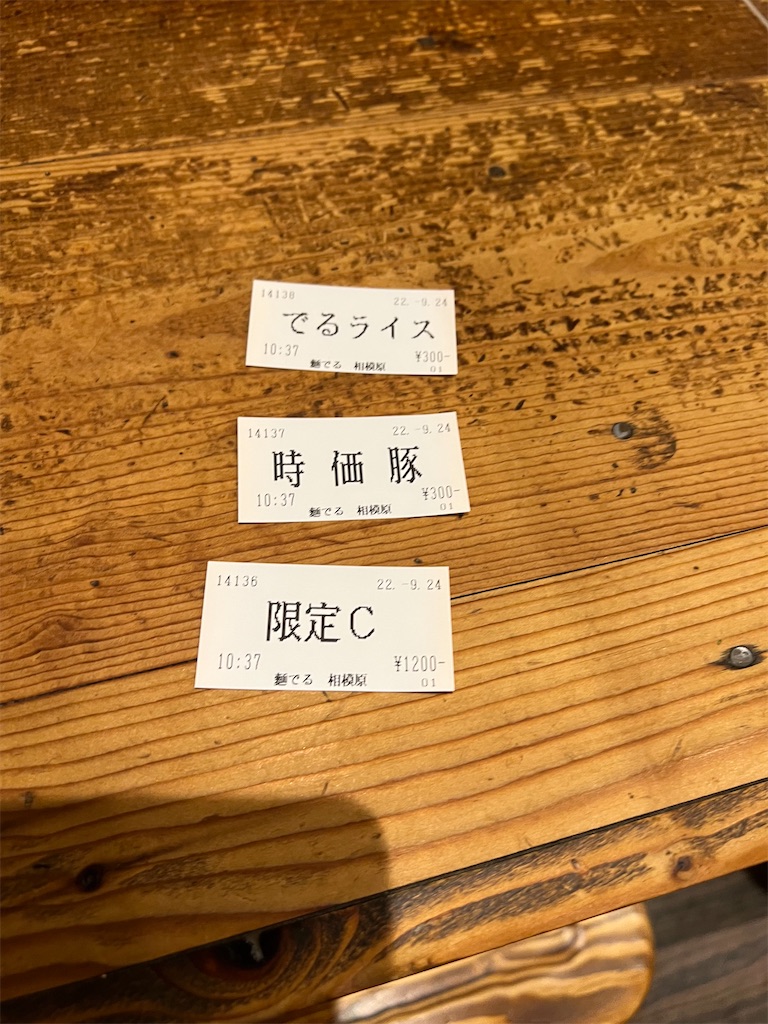 14138 22.-9.24
でるライス
10:37 ¥300-
麺でる 相模原 01
14137 22.-9.24
時価豚
10:37 ¥300-
麺でる 相模原 01
14136 22.-9.24
限定C
10:37 ¥1200-
麺でる 相模原 01